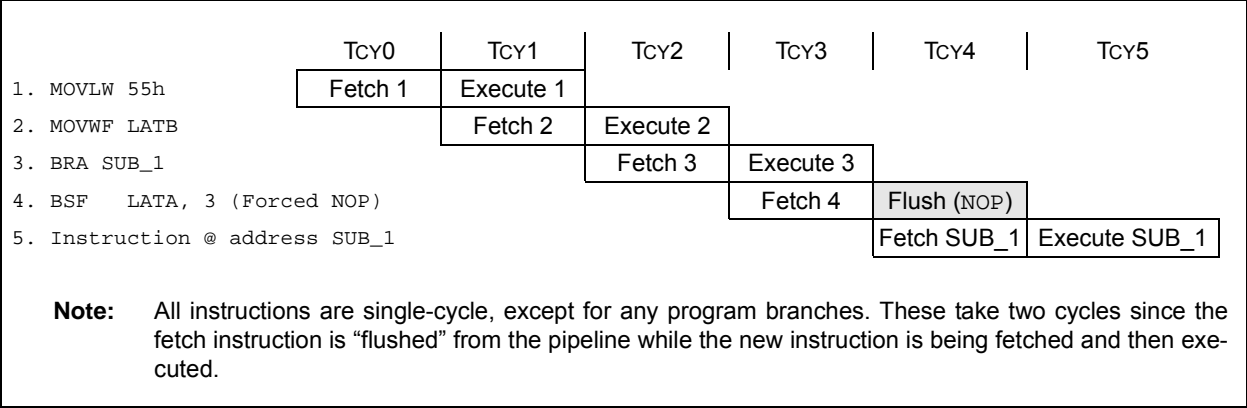 TCY0 TCY1 TCY2 TCY3 TCY4 TCY5
1. MOVLW 55h Fetch 1 Execute 1
2. MOVWF LATB Fetch 2 Execute 2
3. BRA SUB_1 Fetch 3 Execute 3
4. BSF LATA, 3 (Forced NOP) Fetch 4 Flush (NOP)
5. Instruction @ address SUB_1 Fetch SUB_1 Execute SUB_1
Note: All instructions are single-cycle, except for any program branches. These take two cycles since the
fetch instruction is “flushed” from the pipeline while the new instruction is being fetched and then exe-
cuted.